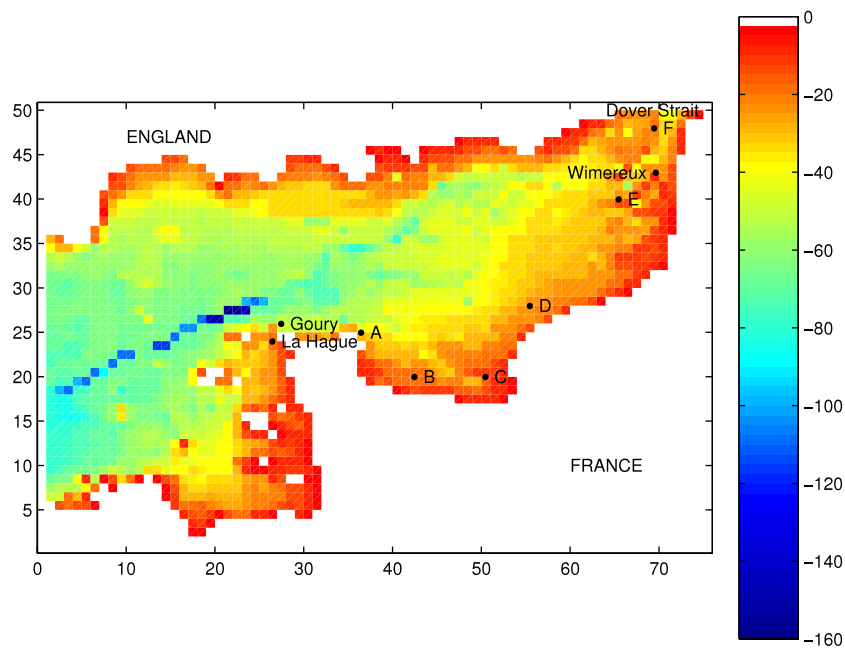 0
50
Dover Strait
F
ENGLAND
−20
45
Wimereux
40
E
−40
35
−60
30
D
Goury
25
A
La Hague
−80
20
B
C
−100
15
10
FRANCE
−120
5
−140
0
10
20
30
40
50
60
70
−160